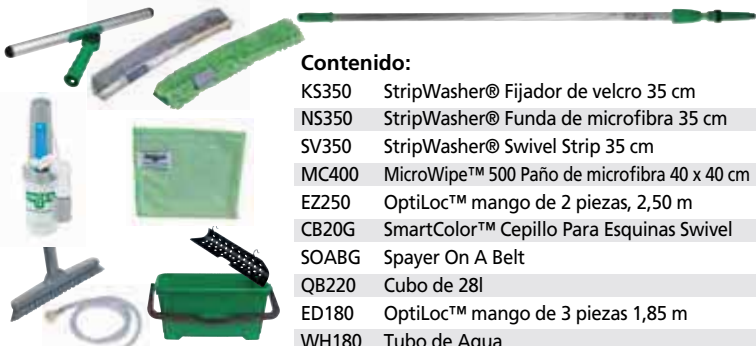 Contenido:
KS350 StripWasher® Fijador de velcro 35 cm
NS350 StripWasher® Funda de microfibra 35 cm
SV350 StripWasher® Swivel Strip 35 cm
MC400 MicroWipe™ 500 Paño de microfibra 40 x 40 cm
EZ250 OptiLoc™ mango de 2 piezas, 2,50 m
CB20G SmartColor™ Cepillo Para Esquinas Swivel
SOABG Spayer On A Belt
QB220 Cubo de 28l
ED180 OptiLoc™ mango de 3 piezas 1,85 m
WH180 Tubo de Agua